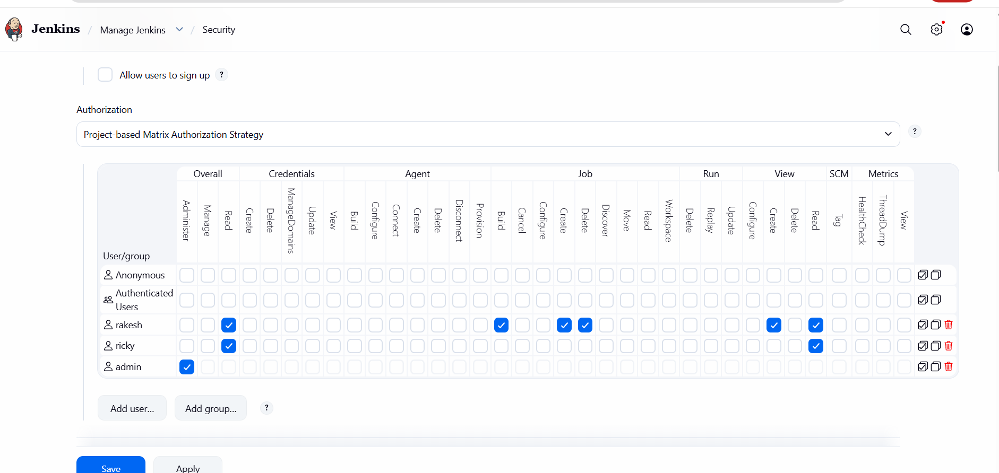 Jenkins / Manage Jenkins / Security
Allow users to sign up ?
Authorization
Project-based Matrix Authorization Strategy ?
Overall Credentials Agent Job Run View SCM Metrics
User/group Administer Manage Read Create Delete ManageDomains Update View Build Configure Connect Create Delete Disconnect Provision Build Cancel Configure Create Delete Discover Move Read Workspace Delete Replay Update Configure Create Delete Read Tag HealthCheck ThreadDump View
Anonymous
Authenticated
Users
rakesh
ricky
admin
Add user... Add group... ?
Save Apply